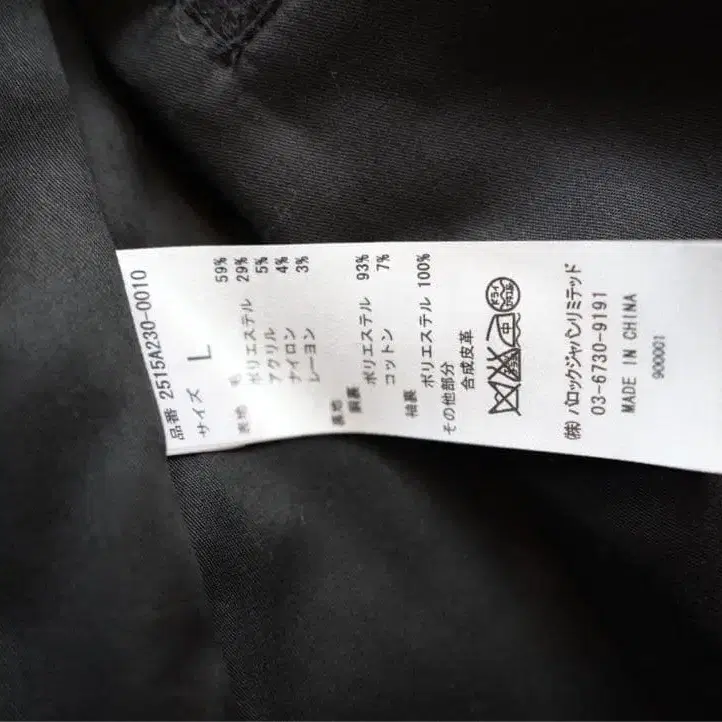 品番 2515A230-0010
サイズ L
表地 毛 59%
ポリエステル 29%
アクリル 5%
ナイロン 4%
レーヨン 3%
裏地
胴裏
ポリエステル 93%
コットン 7%
袖裏
ポリエステル 100%
その他部分
合成皮革
中
ドライ
㈱バロックジャパンリミテッド
03-6730-9191
MADE IN CHINA
900001